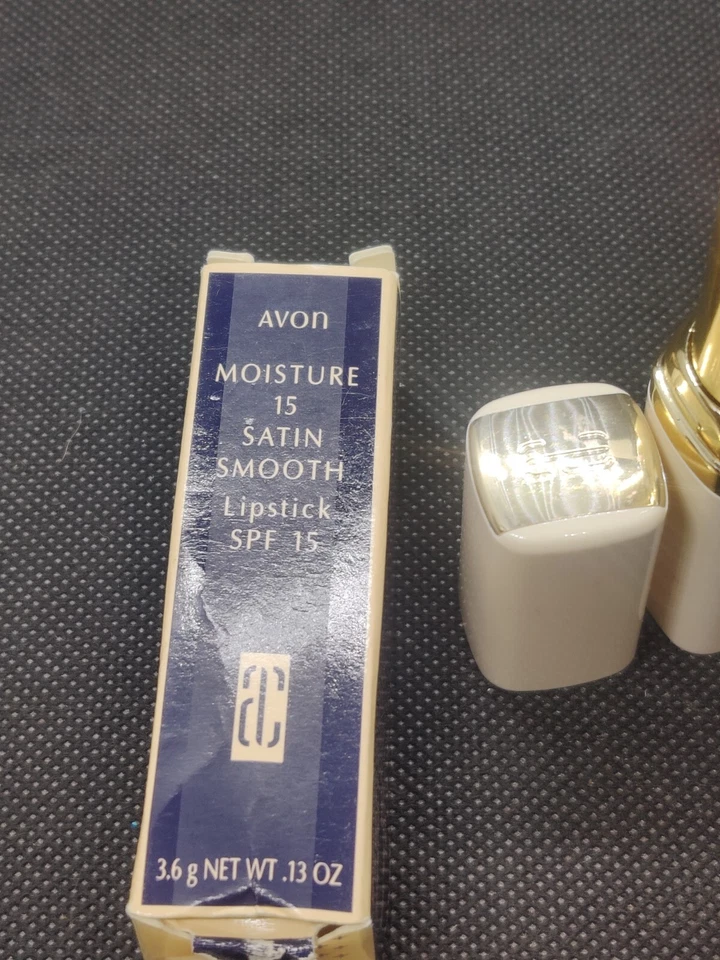 AVON
MOISTURE
15
SATIN
SMOOTH
Lipstick
SPF 15
3.6 g NET WT .13 OZ